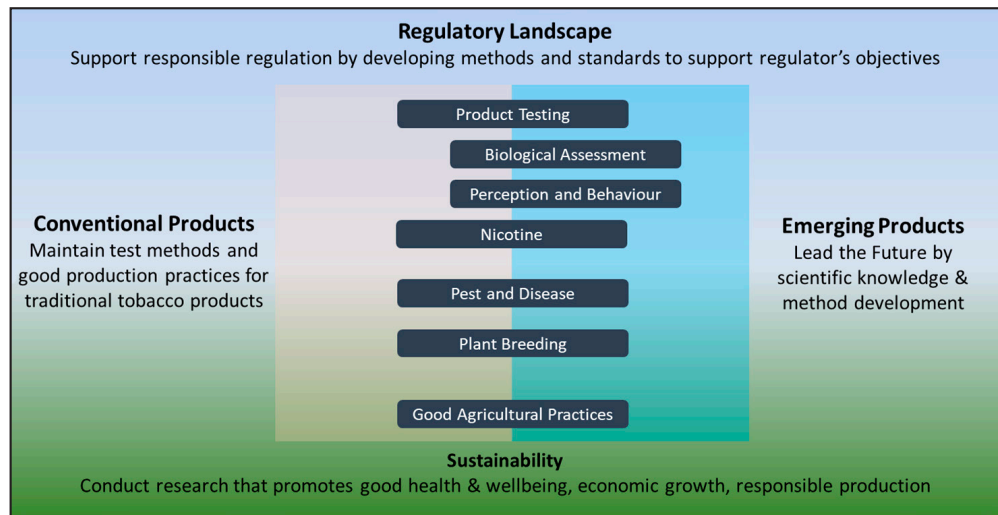 Regulatory Landscape
Support responsible regulation by developing methods and standards to support regulator's objectives
Product Testing
Biological Assessment
Perception and Behaviour
Nicotine
Pest and Disease
Plant Breeding
Good Agricultural Practices
Conventional Products
Maintain test methods and
good production practices for
traditional tobacco products
Emerging Products
Lead the Future by
scientific knowledge &
method development
Sustainability
Conduct research that promotes good health & wellbeing, economic growth, responsible production